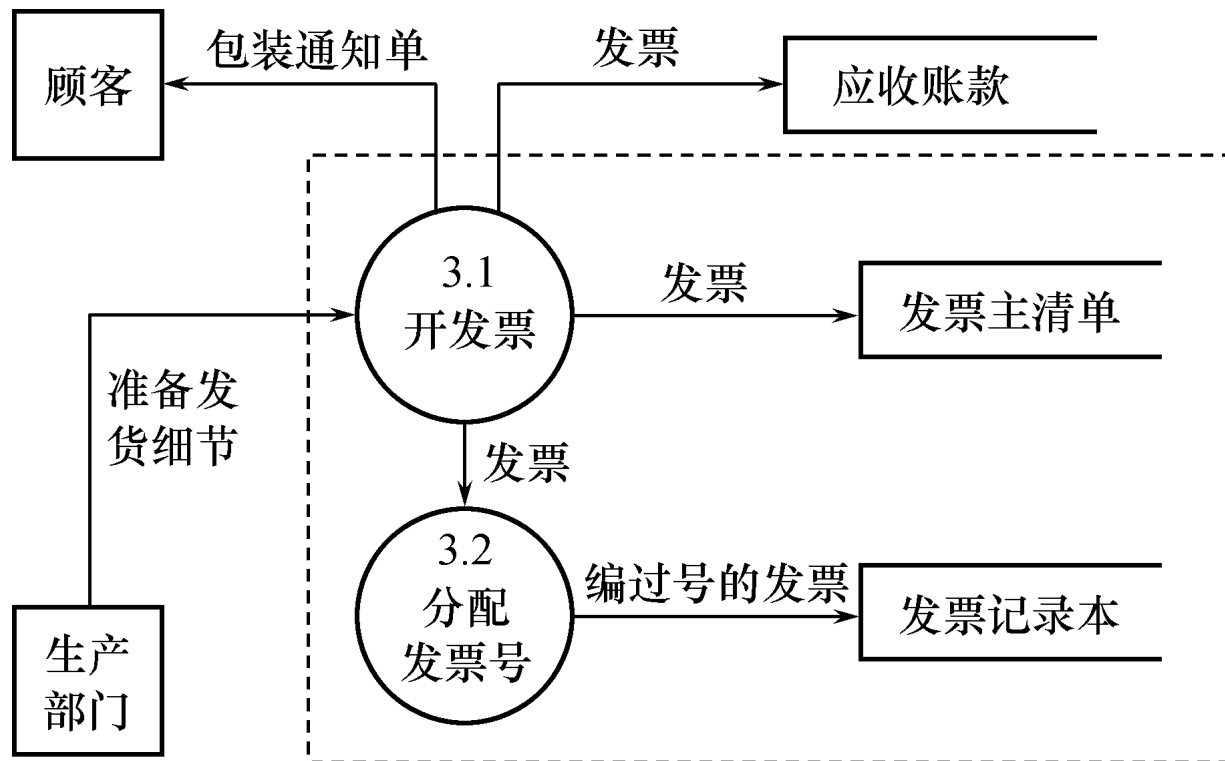 顾客
包装通知单
发票
应收账款
3.1
开发票
发票
发票主清单
准备发
货细节
发票
3.2
分配
发票号
编过号的发票
发票记录本
生产
部门